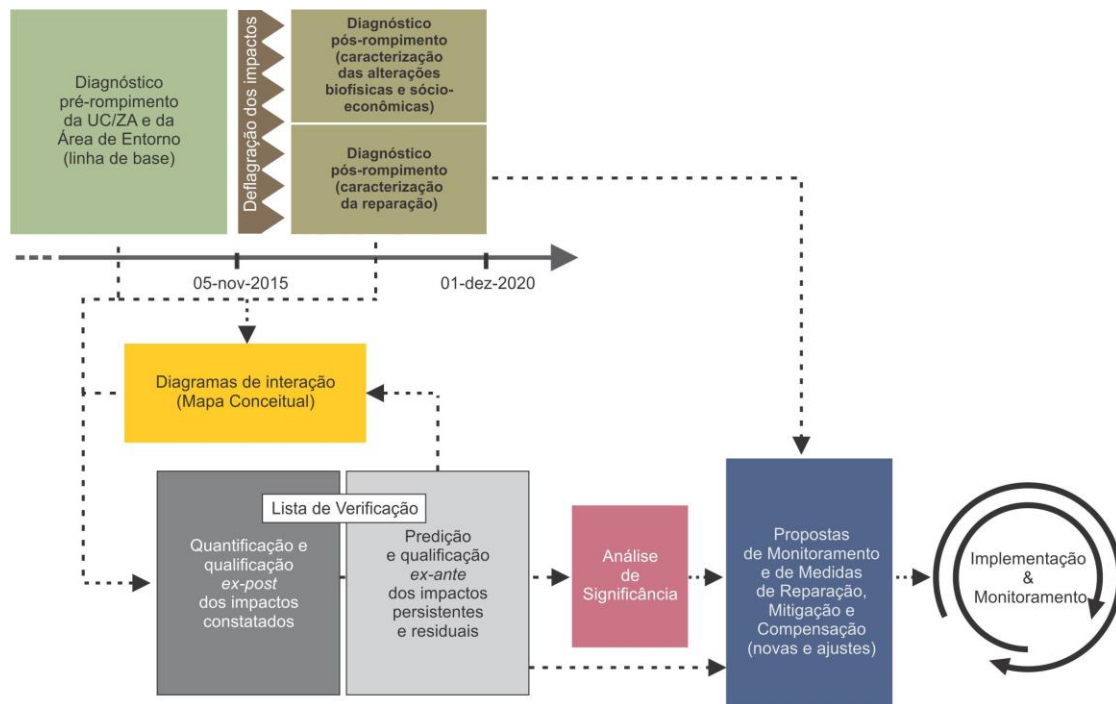 Diagnóstico
pré-rompimento
da UC/ZA e da
Área de Entorno
(linha de base)
Deflagração dos impactos
Diagnóstico
pós-rompimento
(caracterização
das alterações
biofísicas e sócio-
econômicas)
Diagnóstico
pós-rompimento
(caracterização
da reparação)
05-nov-2015
01-dez-2020
Diagramas de interação
(Mapa Conceitual)
Lista de Verificação
Quantificação e
qualificação
ex-post
dos impactos
constatados
Predição
e qualificação
ex-ante
dos impactos
persistentes
e residuais
Análise
de
Significância
Propostas
de Monitoramento
e de Medidas
de Reparação,
Mitigação e
Compensação
(novas e ajustes)
Implementação
&
Monitoramento